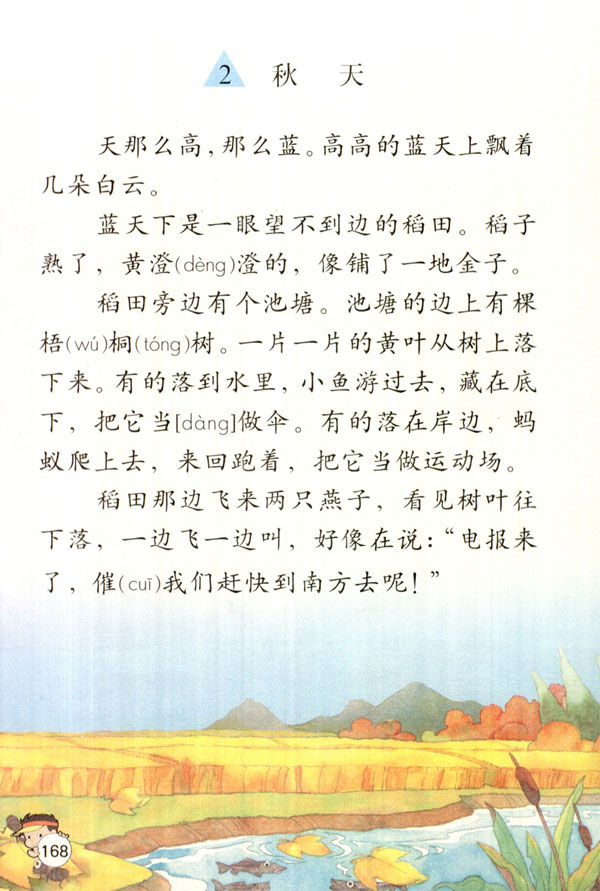 2 秋 天
天那么高,那么蓝。高高的蓝天上飘着
几朵白云。
蓝天下是一眼望不到边的稻田。稻子
熟了，黄澄(dèng)澄的，像铺了一地金子。
稻田旁边有个池塘。池塘的边上有棵
梧(wú)桐(tóng)树。一片一片的黄叶从树上落
下来。有的落到水里，小鱼游过去，藏在底
下，把它当[dàng]做伞。有的落在岸边，蚂
蚁爬上去，来回跑着，把它当做运动场。
稻田那边飞来两只燕子，看见树叶往
下落，一边飞一边叫，好像在说：“电报来
了，催(cuī)我们赶快到南方去呢！”
168